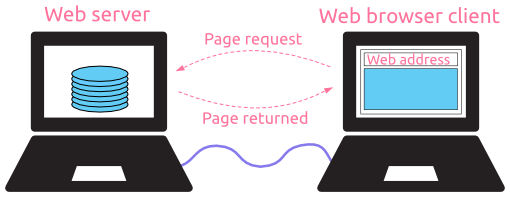 Web server
Web browser client
Page request
Web address
Page returned